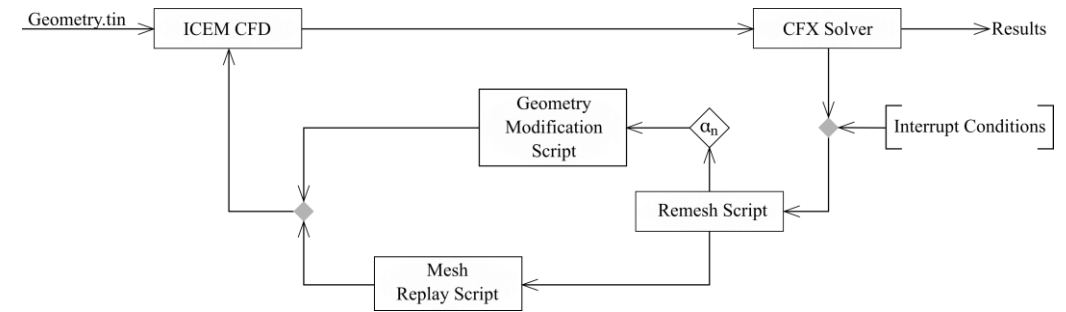 Geometry.tin
ICEM CFD
CFX Solver
Results
Geometry
Modification
Script
αn
Interrupt Conditions
Remesh Script
Mesh
Replay Script